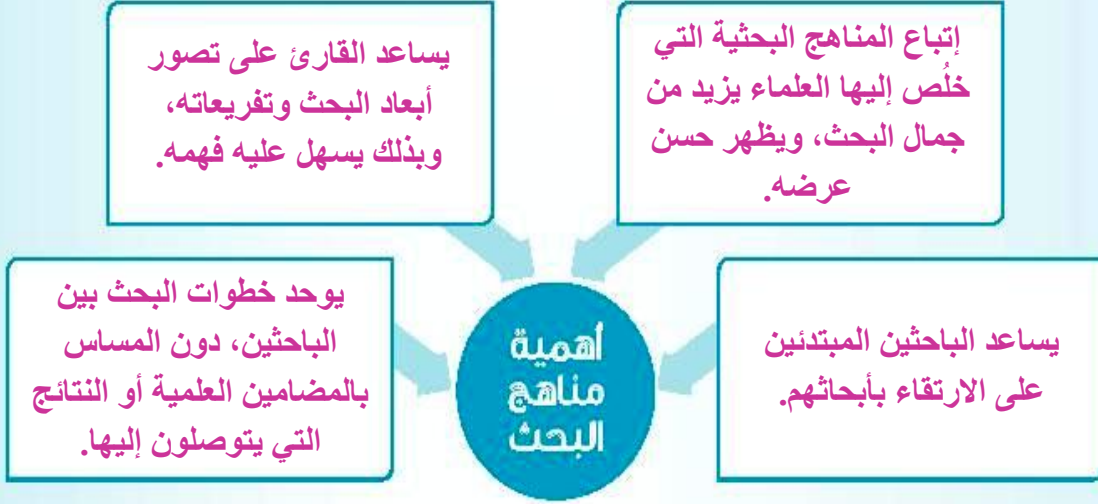 إتباع المناهج البحثية التي
خلُص إليها العلماء يزيد من
جمال البحث، ويظهر حسن
عرضه.
يساعد القارئ على تصور
أبعاد البحث وتفريعاته،
وبذلك يسهل عليه فهمه.
يساعد الباحثين المبتدئين
على الارتقاء بأبحاثهم.
أهمية
مناهج
البحث
يوحد خطوات البحث بين
الباحثين، دون المساس
بالمضامين العلمية أو النتائج
التي يتوصلون إليها.